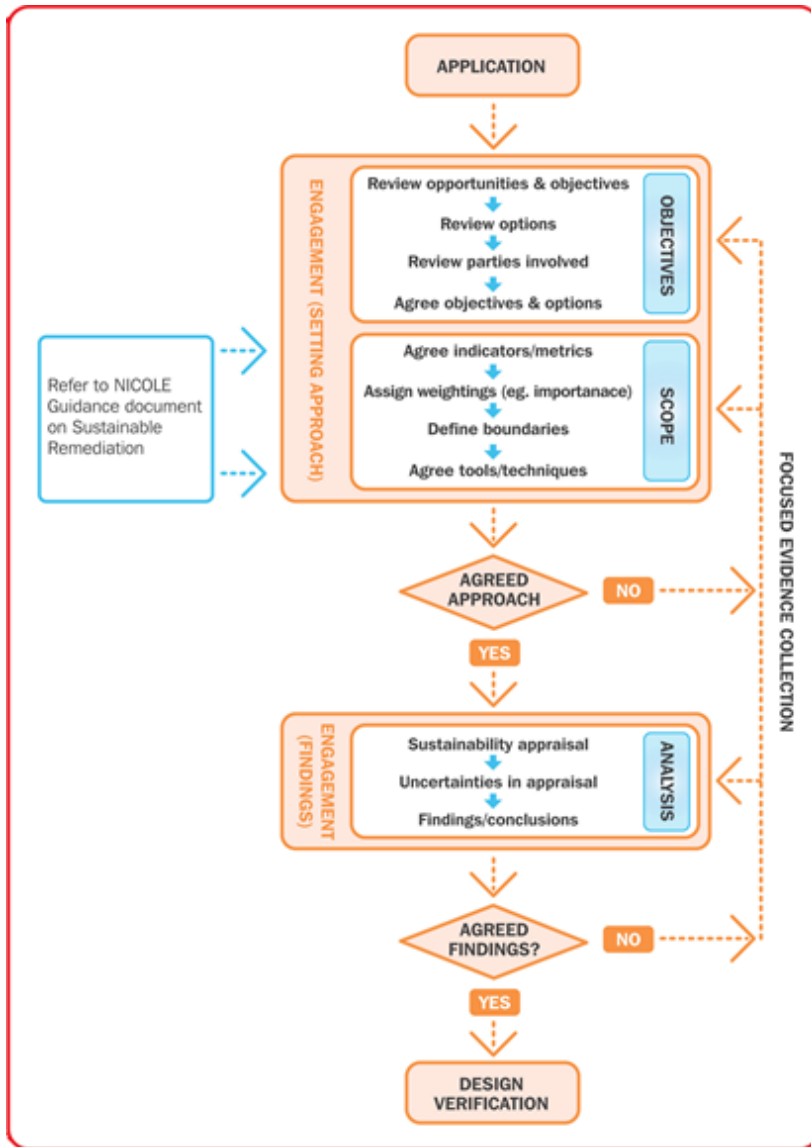 APPLICATION
ENGAGEMENT (SETTING APPROACH)
Review opportunities & objectives
Review options
Review parties involved
Agree objectives & options
OBJECTIVES
Agree indicators/metrics
Assign weightings (eg. importanace)
Define boundaries
Agree tools/techniques
SCOPE
Refer to NICOLE
Guidance document
on Sustainable
Remediation
FOCUSED EVIDENCE COLLECTION
AGREED
APPROACH
NO
YES
ENGAGEMENT
(FINDINGS)
Sustainability appraisal
Uncertainties in appraisal
Findings/conclusions
ANALYSIS
AGREED
FINDINGS?
NO
YES
DESIGN
VERIFICATION